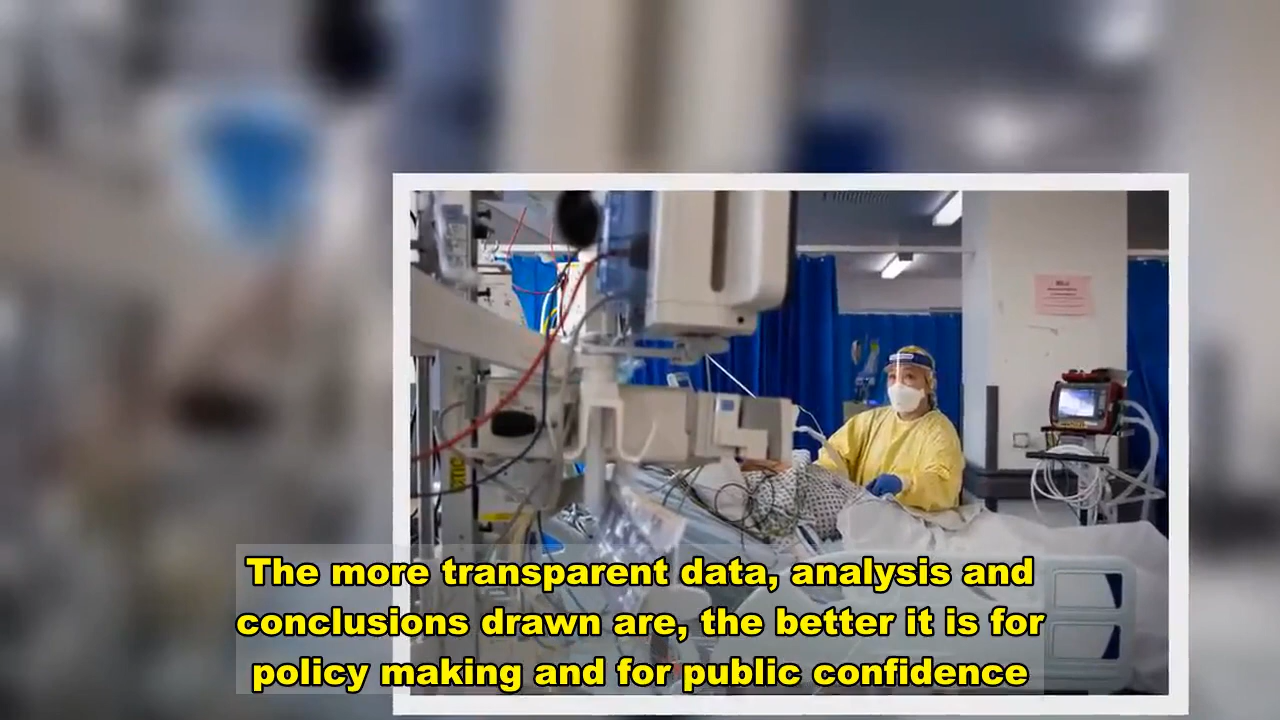 The more transparent data, analysis and
conclusions drawn are, the better it is for
policy making and for public confidence